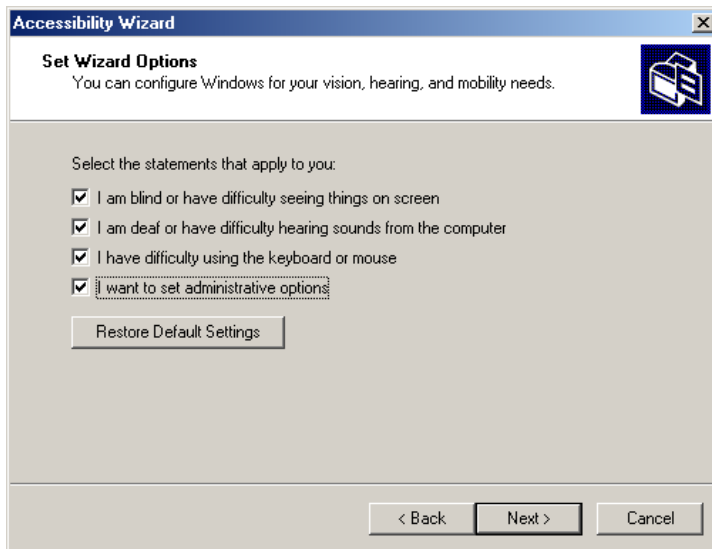 Accessibility Wizard
Set Wizard Options
You can configure Windows for your vision, hearing, and mobility needs.
Select the statements that apply to you:
I am blind or have difficulty seeing things on screen
I am deaf or have difficulty hearing sounds from the computer
I have difficulty using the keyboard or mouse
I want to set administrative options
Restore Default Settings
< Back Next > Cancel